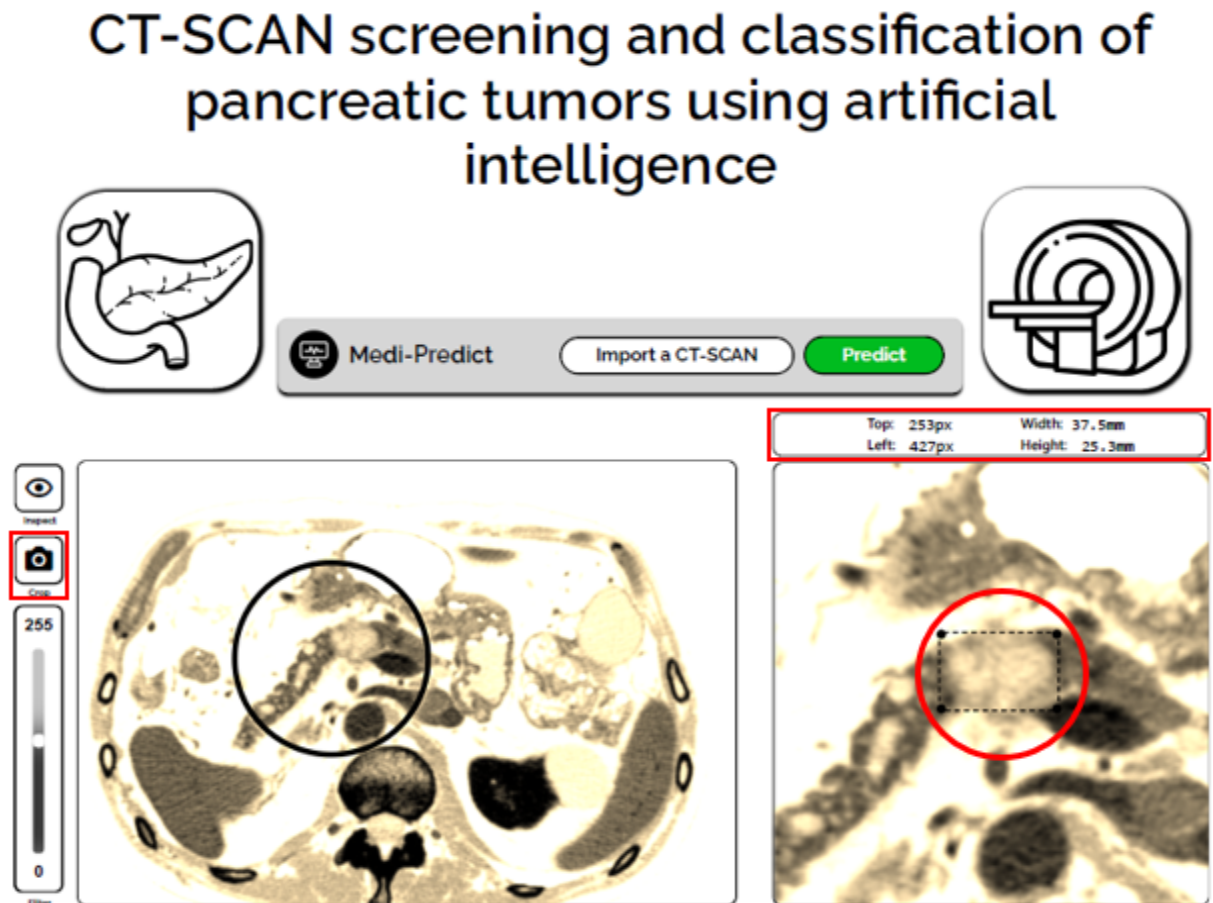 CT-SCAN screening and classification of
pancreatic tumors using artificial
intelligence
Medi-Predict
Import a CT-SCAN
Predict
Top: 253px Width: 37.5mm
Left: 427px Height: 25.3mm
Inspect
Crop
255
0